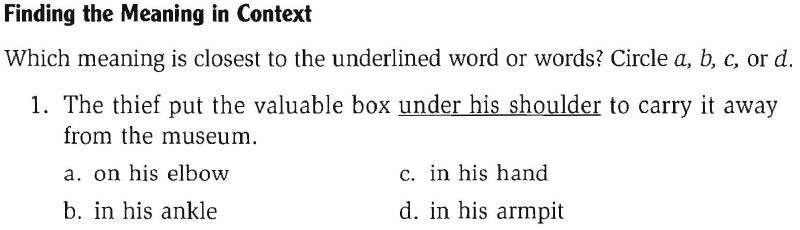 Finding the Meaning in Context
Which meaning is closest to the underlined word or words? Circle a, b, c, or d.
1. The thief put the valuable box under his shoulder to carry it away
from the museum.
a. on his elbow c. in his hand
b. in his ankle d. in his armpit